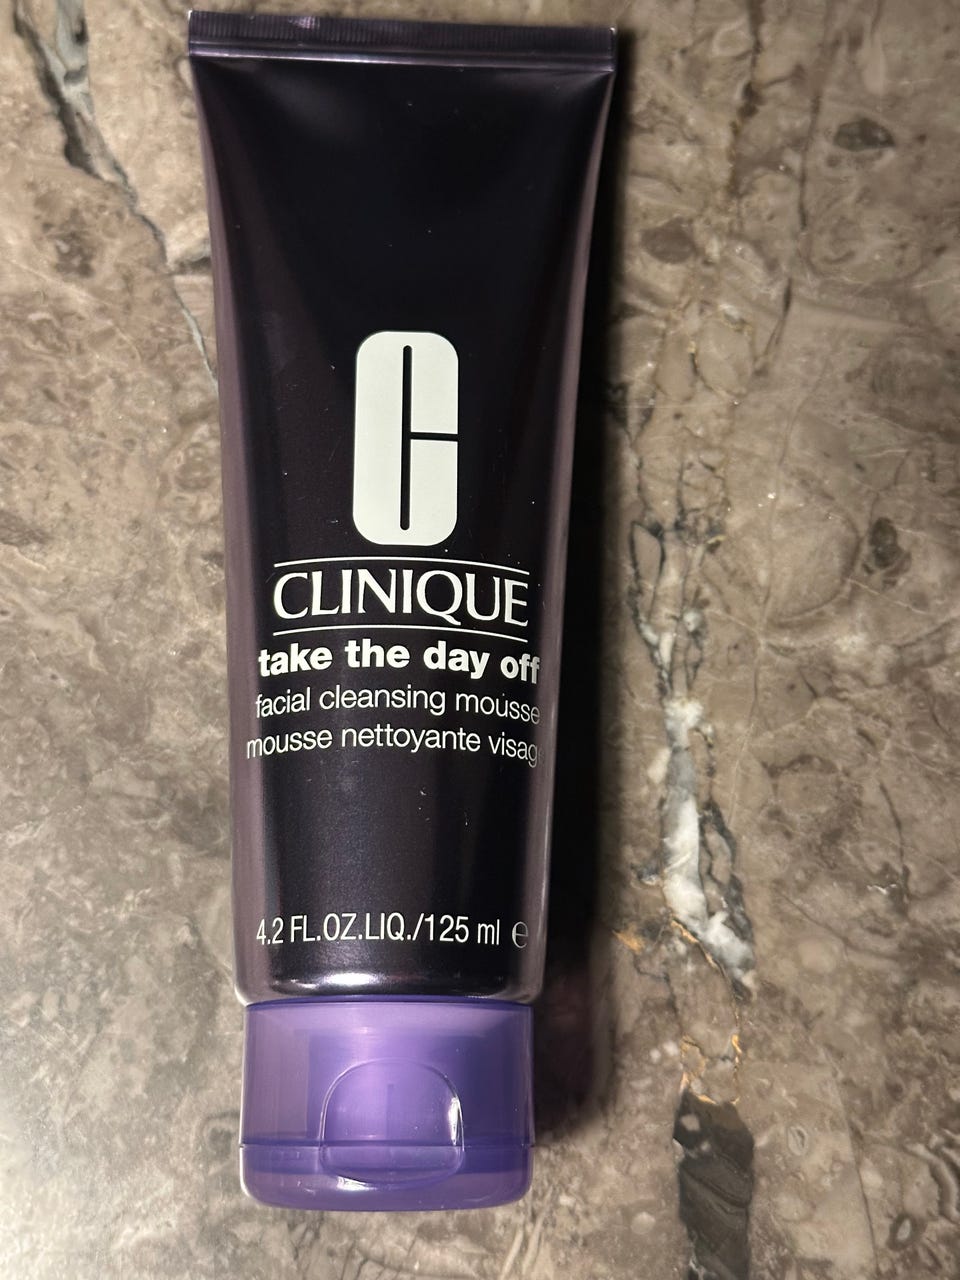 C
CLINIQUE
take the day off
facial cleansing mousse
mousse nettoyante visag
4.2 FL.OZ.LIQ./125 ml ℮